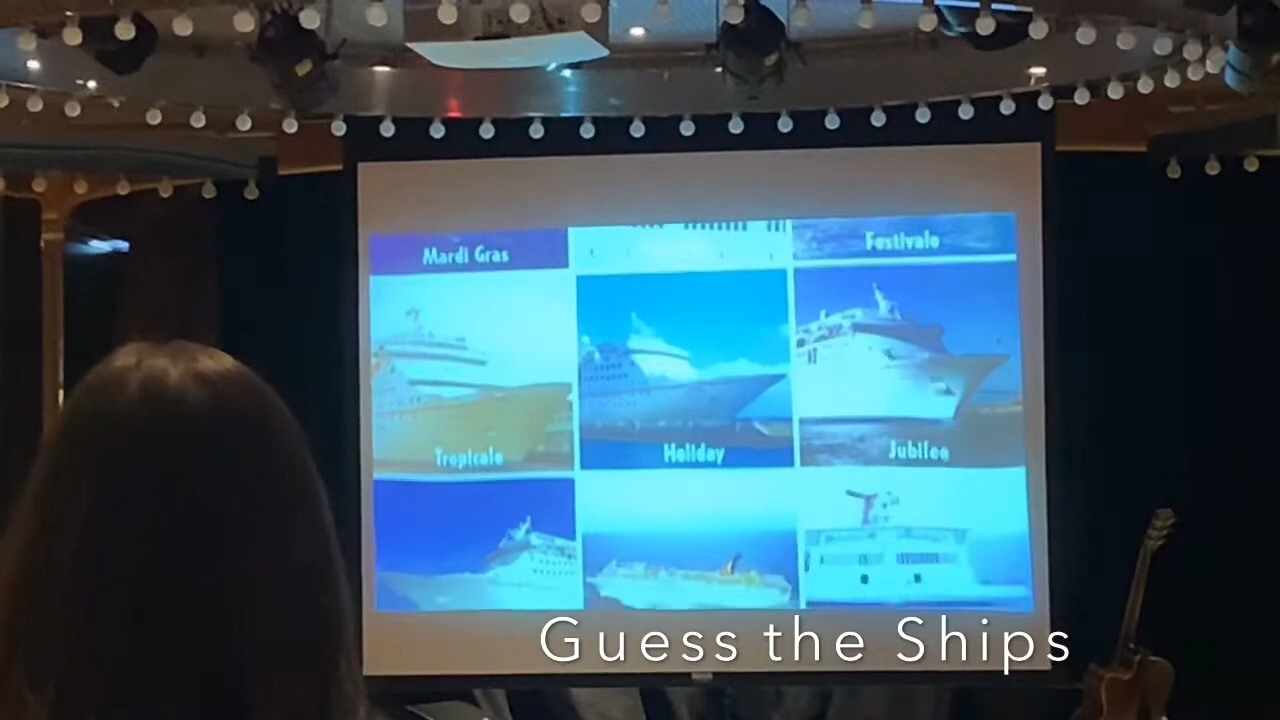 Mardi Gras
Festivale
Tropicale
Holiday
Jubilee
Guess the Ships